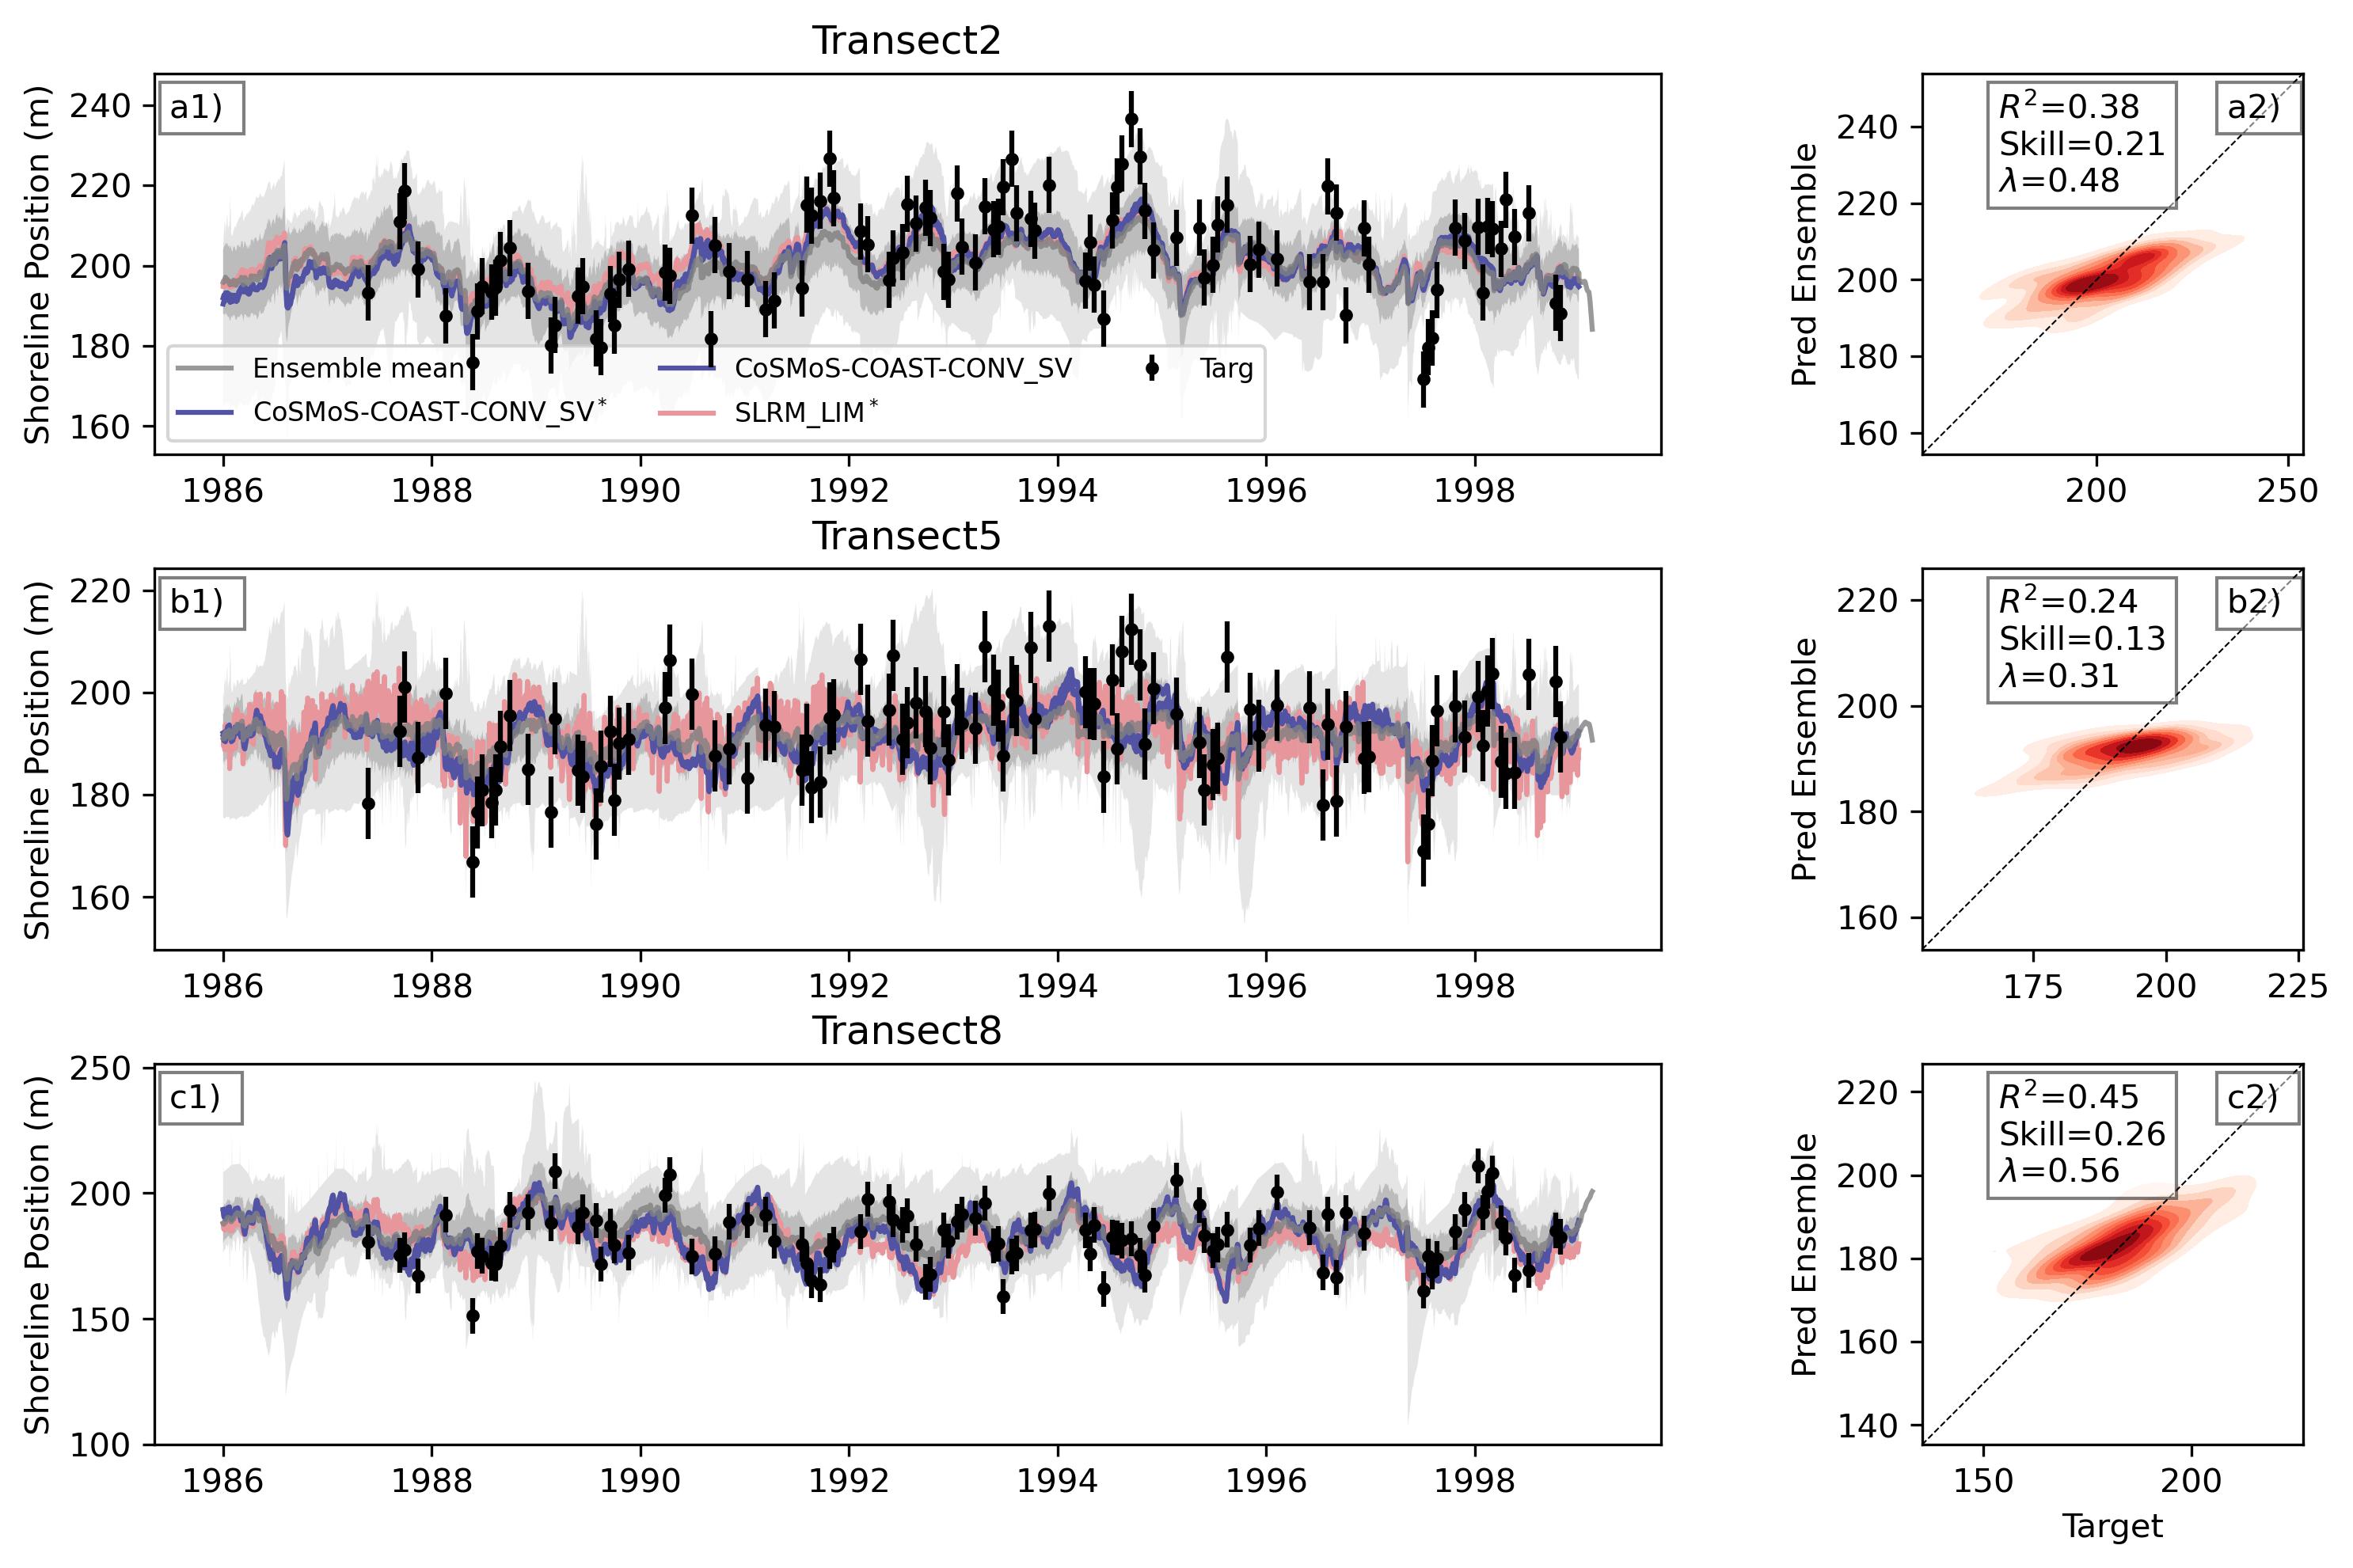 Transect2
Shoreline Position (m)
240
220
200
180
160
a1)
Ensemble mean
CoSMoS-COAST-CONV_SV
Targ
CoSMoS-COAST-CONV_SV*
SLRM_LIM*
1986 1988 1990 1992 1994 1996 1998
Pred Ensemble
240
220
200
180
160
R²=0.38
Skill=0.21
λ=0.48
a2)
200 250
Transect5
Shoreline Position (m)
220
200
180
160
b1)
1986 1988 1990 1992 1994 1996 1998
Pred Ensemble
220
200
180
160
R²=0.24
Skill=0.13
λ=0.31
b2)
175 200 225
Transect8
Shoreline Position (m)
250
200
150
100
c1)
1986 1988 1990 1992 1994 1996 1998
Pred Ensemble
220
200
180
160
140
R²=0.45
Skill=0.26
λ=0.56
c2)
150 200
Target